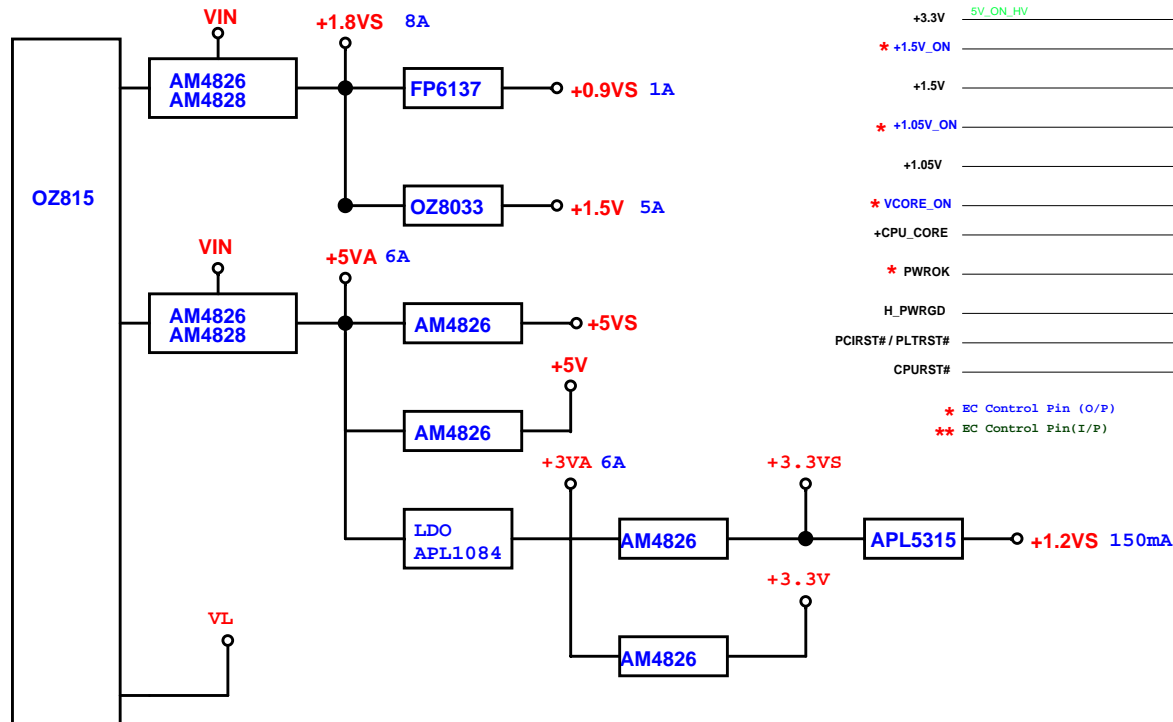 VIN
+1.8VS 8A
AM4826
AM4828
FP6137
+0.9VS 1A
OZ815
OZ8033
+1.5V 5A
VIN
+5VA 6A
AM4826
AM4828
AM4826
+5VS
+5V
AM4826
+3VA 6A
+3.3VS
LDO
APL1084
AM4826
APL5315
+1.2VS 150mA
+3.3V
AM4826
VL
+3.3V 5V_ON_HV
* +1.5V_ON
+1.5V
* +1.05V_ON
+1.05V
* VCORE_ON
+CPU_CORE
* PWROK
H_PWRGD
PCIRST# / PLTRST#
CPURST#
* EC Control Pin (O/P)
** EC Control Pin(I/P)